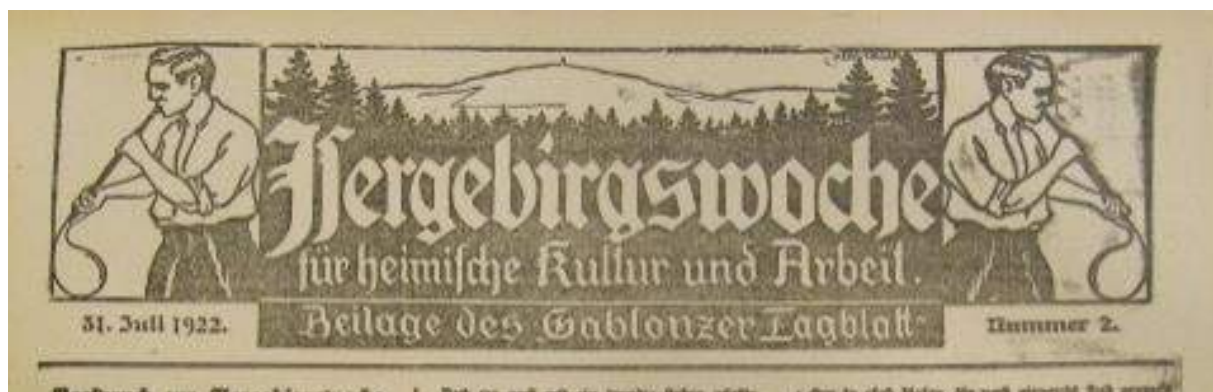 Isergebirgswoche
für heimische Kultur und Arbeit.
31. Juli 1922.
Beilage des Gablonzer Tagblatt
Nummer 2.